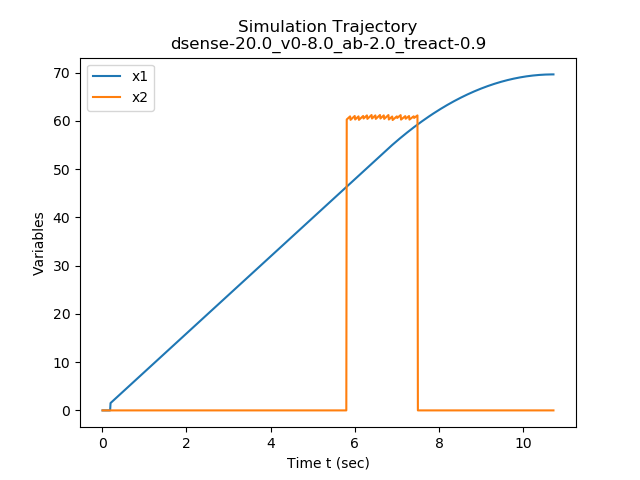 Simulation Trajectory
dsense-20.0_v0-8.0_ab-2.0_treact-0.9
x1
x2
70
60
50
40
30
20
10
0
Variables
0 2 4 6 8 10
Time t (sec)